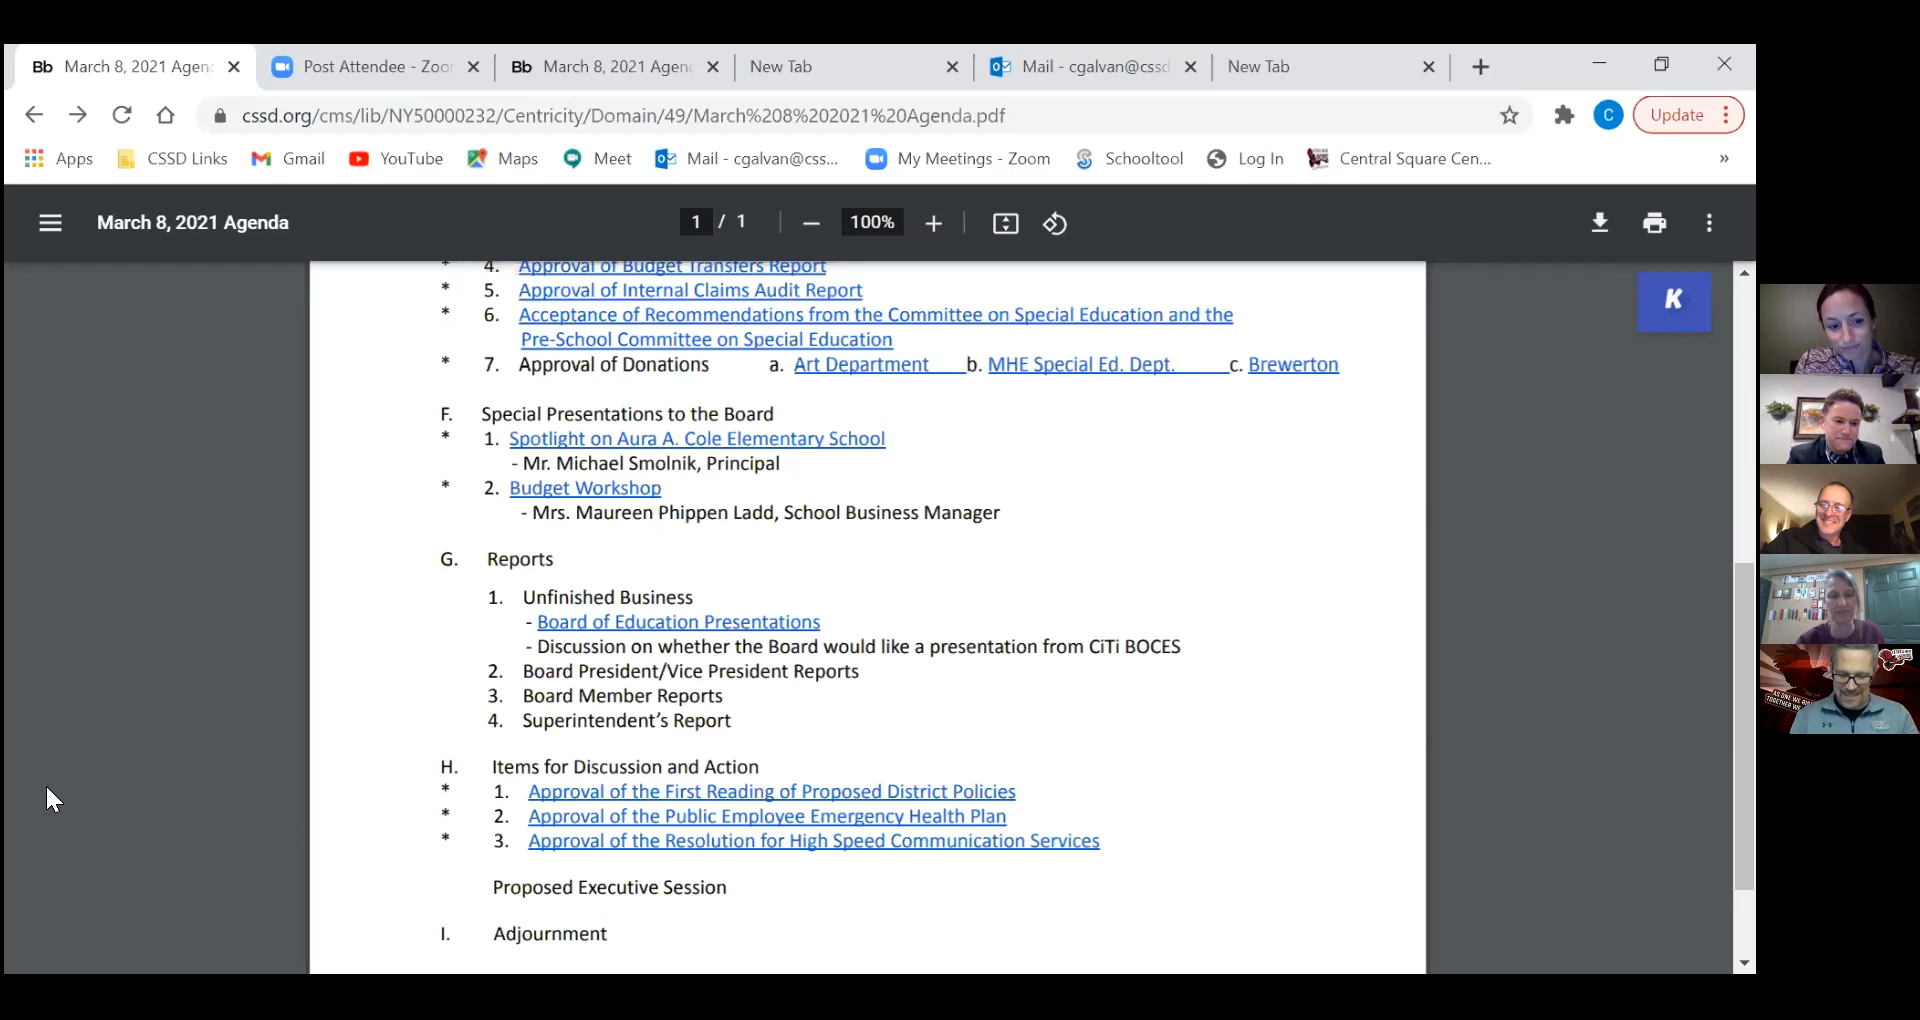 Bb March 8, 2021 Agen
Post Attendee - Zoo
Bb March 8, 2021 Agen
New Tab
Mail - cgalvan@cssd
New Tab
cssd.org/cms/lib/NY50000232/Centricity/Domain/49/March%208%202021%20Agenda.pdf
C
Update
Apps
CSSD Links
Gmail
YouTube
Maps
Meet
Mail - cgalvan@css...
My Meetings - Zoom
Schooltool
Log In
Central Square Cen...
»
March 8, 2021 Agenda
1 / 1
100%
K
* 4. Approval of Budget Transfers Report
* 5. Approval of Internal Claims Audit Report
* 6. Acceptance of Recommendations from the Committee on Special Education and the
Pre-School Committee on Special Education
* 7. Approval of Donations a. Art Department b. MHE Special Ed. Dept. c. Brewerton
F. Special Presentations to the Board
* 1. Spotlight on Aura A. Cole Elementary School
- Mr. Michael Smolnik, Principal
* 2. Budget Workshop
- Mrs. Maureen Phippen Ladd, School Business Manager
G. Reports
1. Unfinished Business
- Board of Education Presentations
- Discussion on whether the Board would like a presentation from CiTi BOCES
2. Board President/Vice President Reports
3. Board Member Reports
4. Superintendent's Report
H. Items for Discussion and Action
* 1. Approval of the First Reading of Proposed District Policies
* 2. Approval of the Public Employee Emergency Health Plan
* 3. Approval of the Resolution for High Speed Communication Services
Proposed Executive Session
I. Adjournment
AS ONE WE
TOGETHER WE